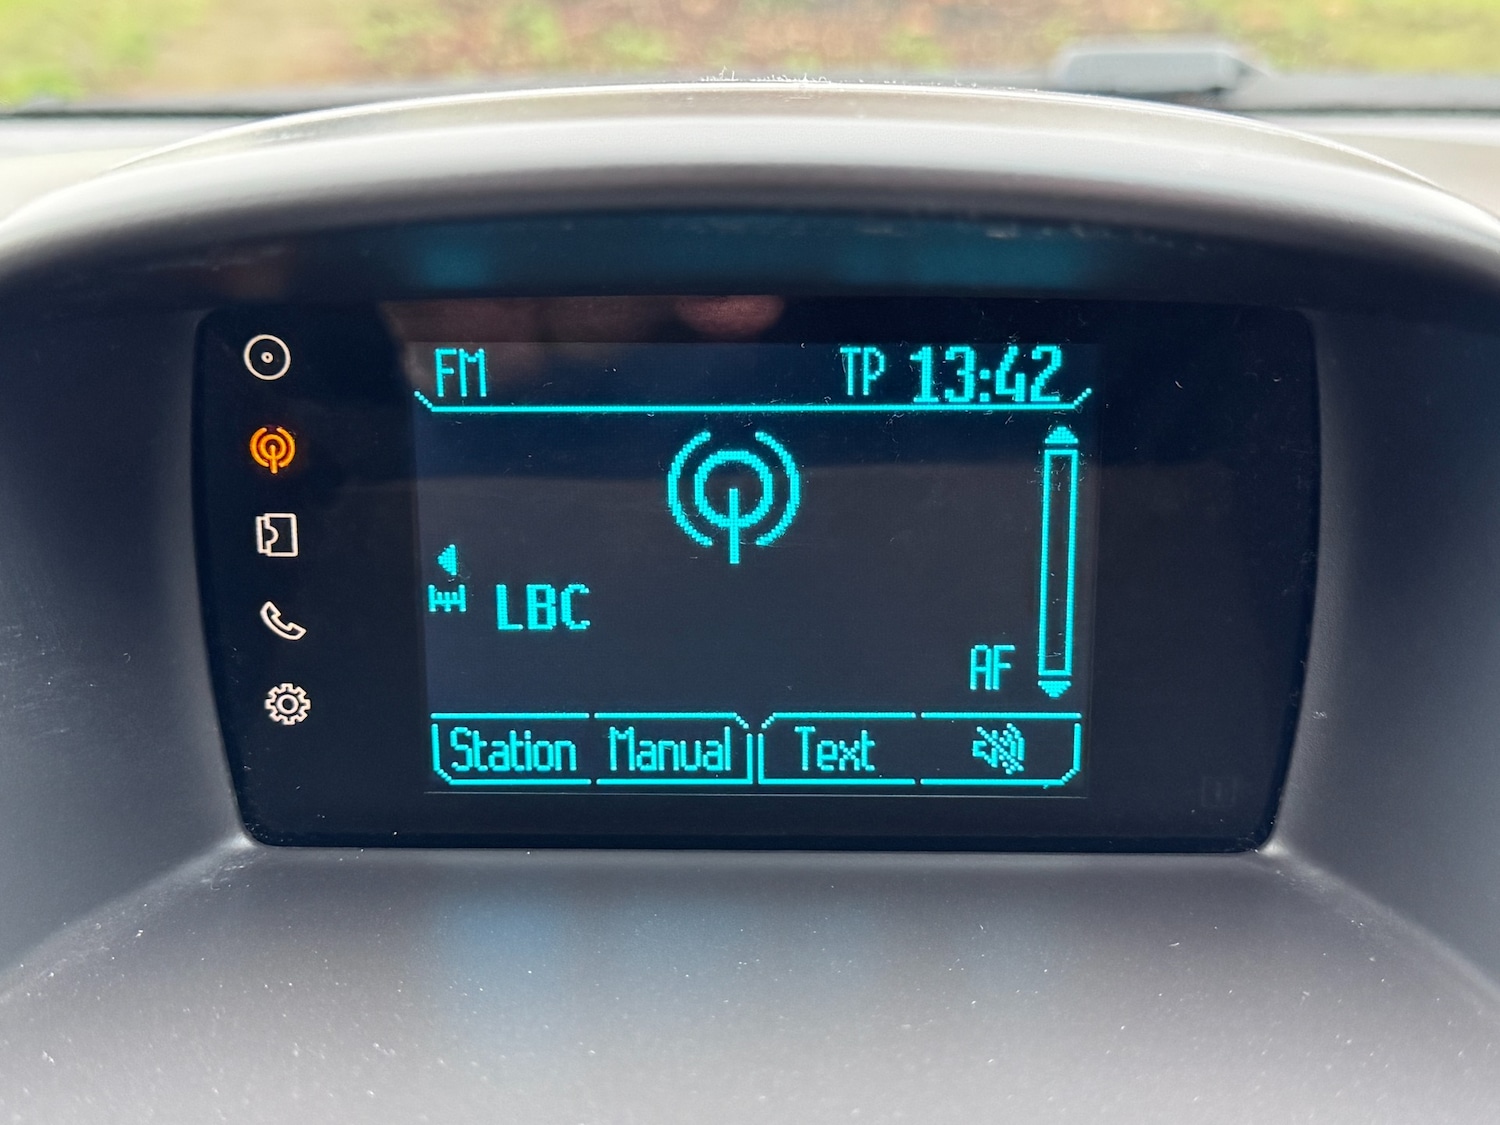 FM TP 13:42
LBC
AF
Station Manual Text